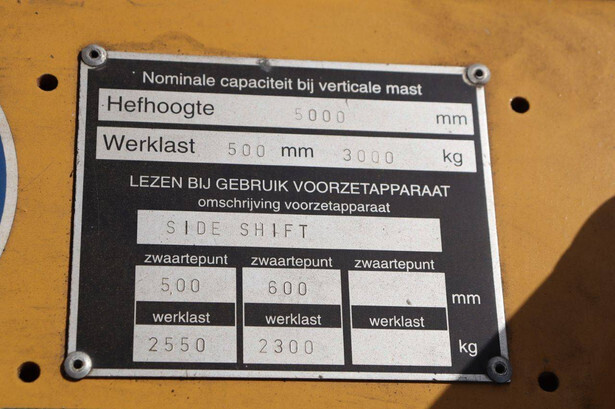 Nominale capaciteit bij verticale mast
Hefhoogte 5000 mm
Werklast 500 mm 3000 kg
LEZEN BIJ GEBRUIK VOORZETAPPARAAT
omschrijving voorzetapparaat
SIDE SHIFT
zwaartepunt zwaartepunt zwaartepunt
500 600 mm
werklast werklast werklast
2550 2300 kg